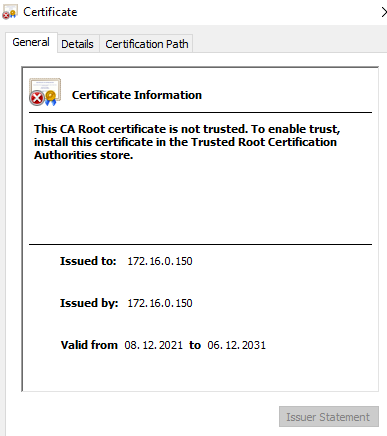 Certificate
General
Details
Certification Path
Certificate Information
This CA Root certificate is not trusted. To enable trust,
install this certificate in the Trusted Root Certification
Authorities store.
Issued to: 172.16.0.150
Issued by: 172.16.0.150
Valid from 08.12.2021 to 06.12.2031
Issuer Statement